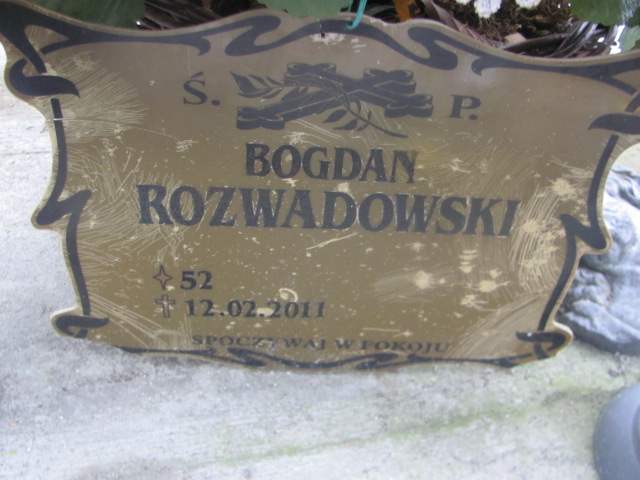 Ś. P.
BOGDAN
ROZWADOWSKI
52
12.02.2011
SPOCZYWAJ W POKOJU